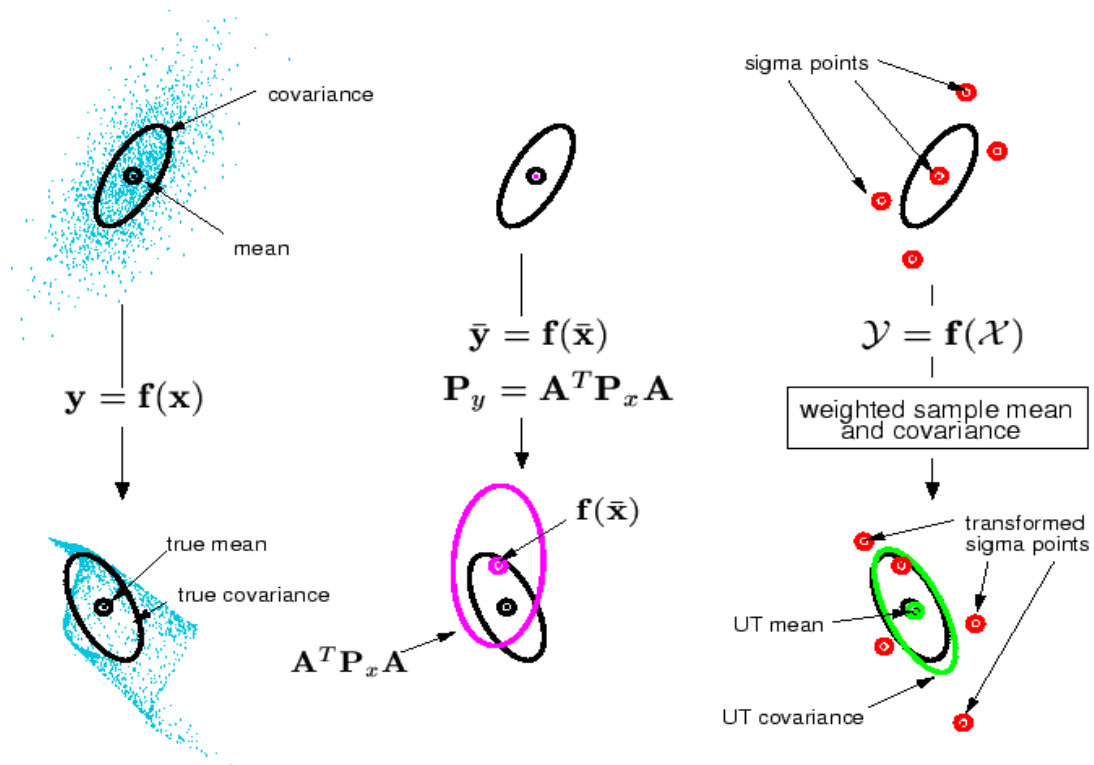 covariance
mean
y = f(x)
true mean
true covariance
ȳ = f(x̄)
P_y = A^T P_x A
f(x̄)
A^T P_x A
sigma points
𝒴 = f(𝒳)
weighted sample mean
and covariance
transformed
sigma points
UT mean
UT covariance